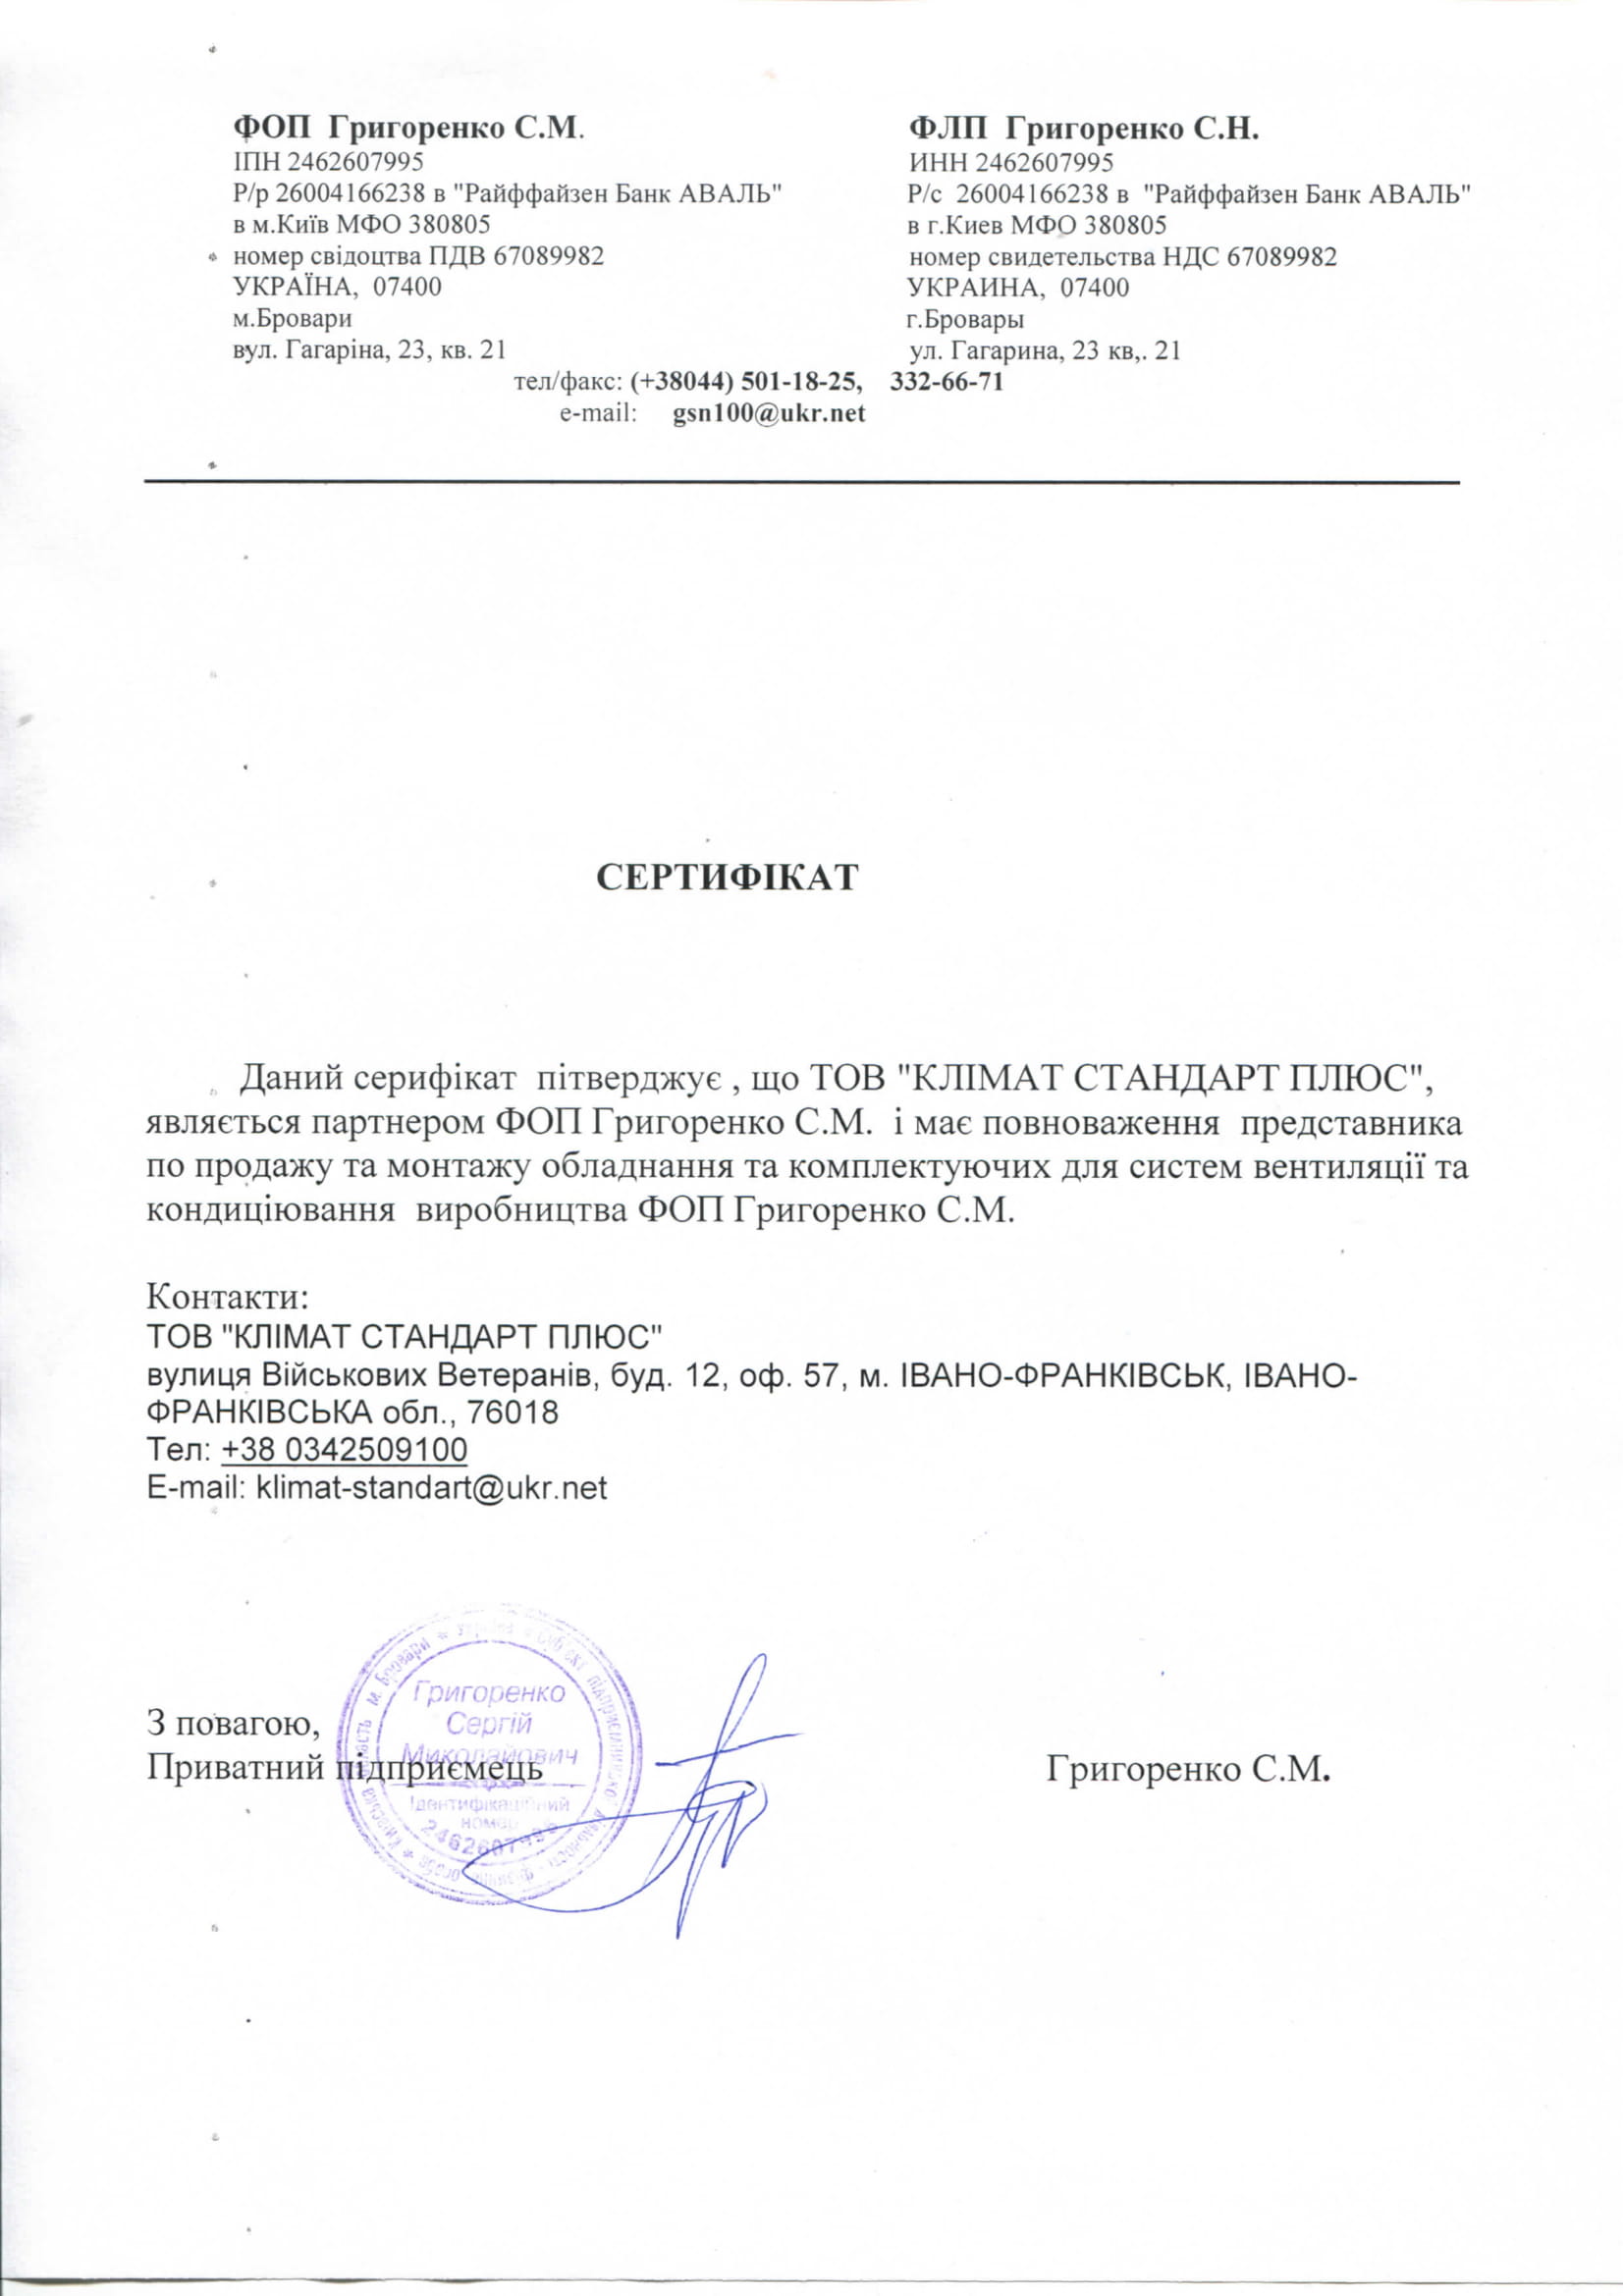 ФОП  Григоренко С.М.
ІПН 2462607995
Р/р 26004166238 в "Райффайзен Банк АВАЛЬ"
в м.Київ МФО 380805
номер свідоцтва ПДВ 67089982
УКРАЇНА,  07400
м.Бровари
вул. Гагаріна, 23, кв. 21
ФЛП  Григоренко С.Н.
ИНН 2462607995
Р/с  26004166238 в  "Райффайзен Банк АВАЛЬ"
в г.Киев МФО 380805
номер свидетельства НДС 67089982
УКРАИНА,  07400
г.Бровары
ул. Гагарина, 23 кв,. 21
тел/факс: (+38044) 501-18-25,    332-66-71
e-mail:     gsn100@ukr.net
СЕРТИФІКАТ
Даний серифікат  пітверджує , що ТОВ "КЛІМАТ СТАНДАРТ ПЛЮС",
являється партнером ФОП Григоренко С.М.  і має повноваження  представника
по продажу та монтажу обладнання та комплектуючих для систем вентиляції та
кондиціювання  виробництва ФОП Григоренко С.М.
Контакти:
ТОВ "КЛІМАТ СТАНДАРТ ПЛЮС"
вулиця Військових Ветеранів, буд. 12, оф. 57, м. ІВАНО-ФРАНКІВСЬК, ІВАНО-
ФРАНКІВСЬКА обл., 76018
Тел: +38 0342509100
E-mail: klimat-standart@ukr.net
З повагою,
Приватний підприємець
Григоренко С.М.
Григоренко
Сергій
Миколайович
Ідентифікаційний
номер
м. Бровари